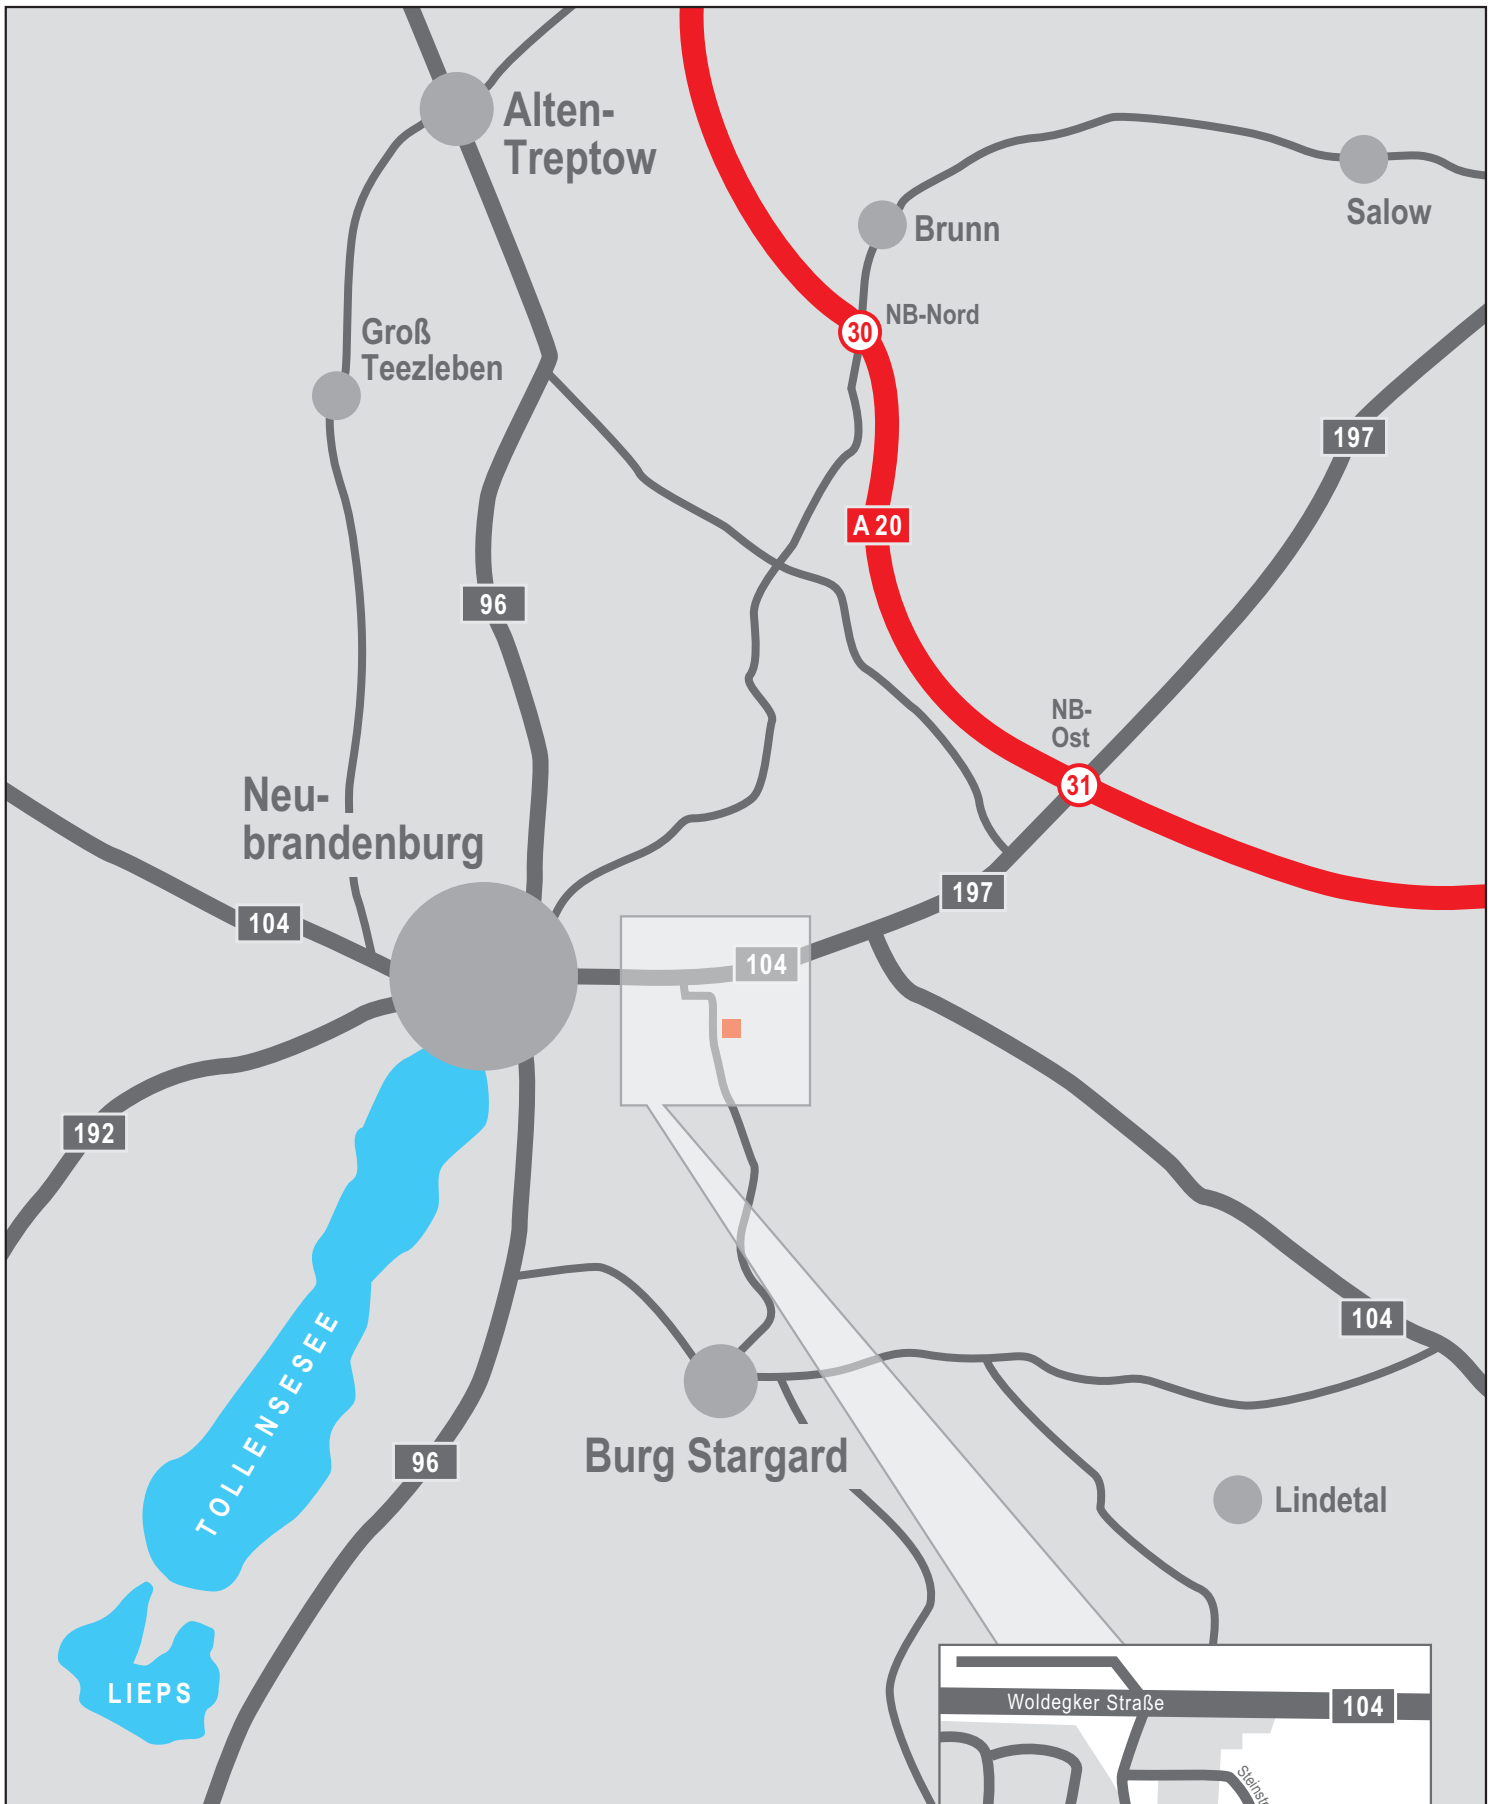 Alten-
Treptow
Salow
Brunn
NB-Nord
30
Groß
Teezleben
197
A 20
96
NB-
Ost
31
Neu-
brandenburg
197
104
104
192
104
TOLLENSESEE
Burg Stargard
96
Lindetal
LIEPS
Woldegker Straße
104